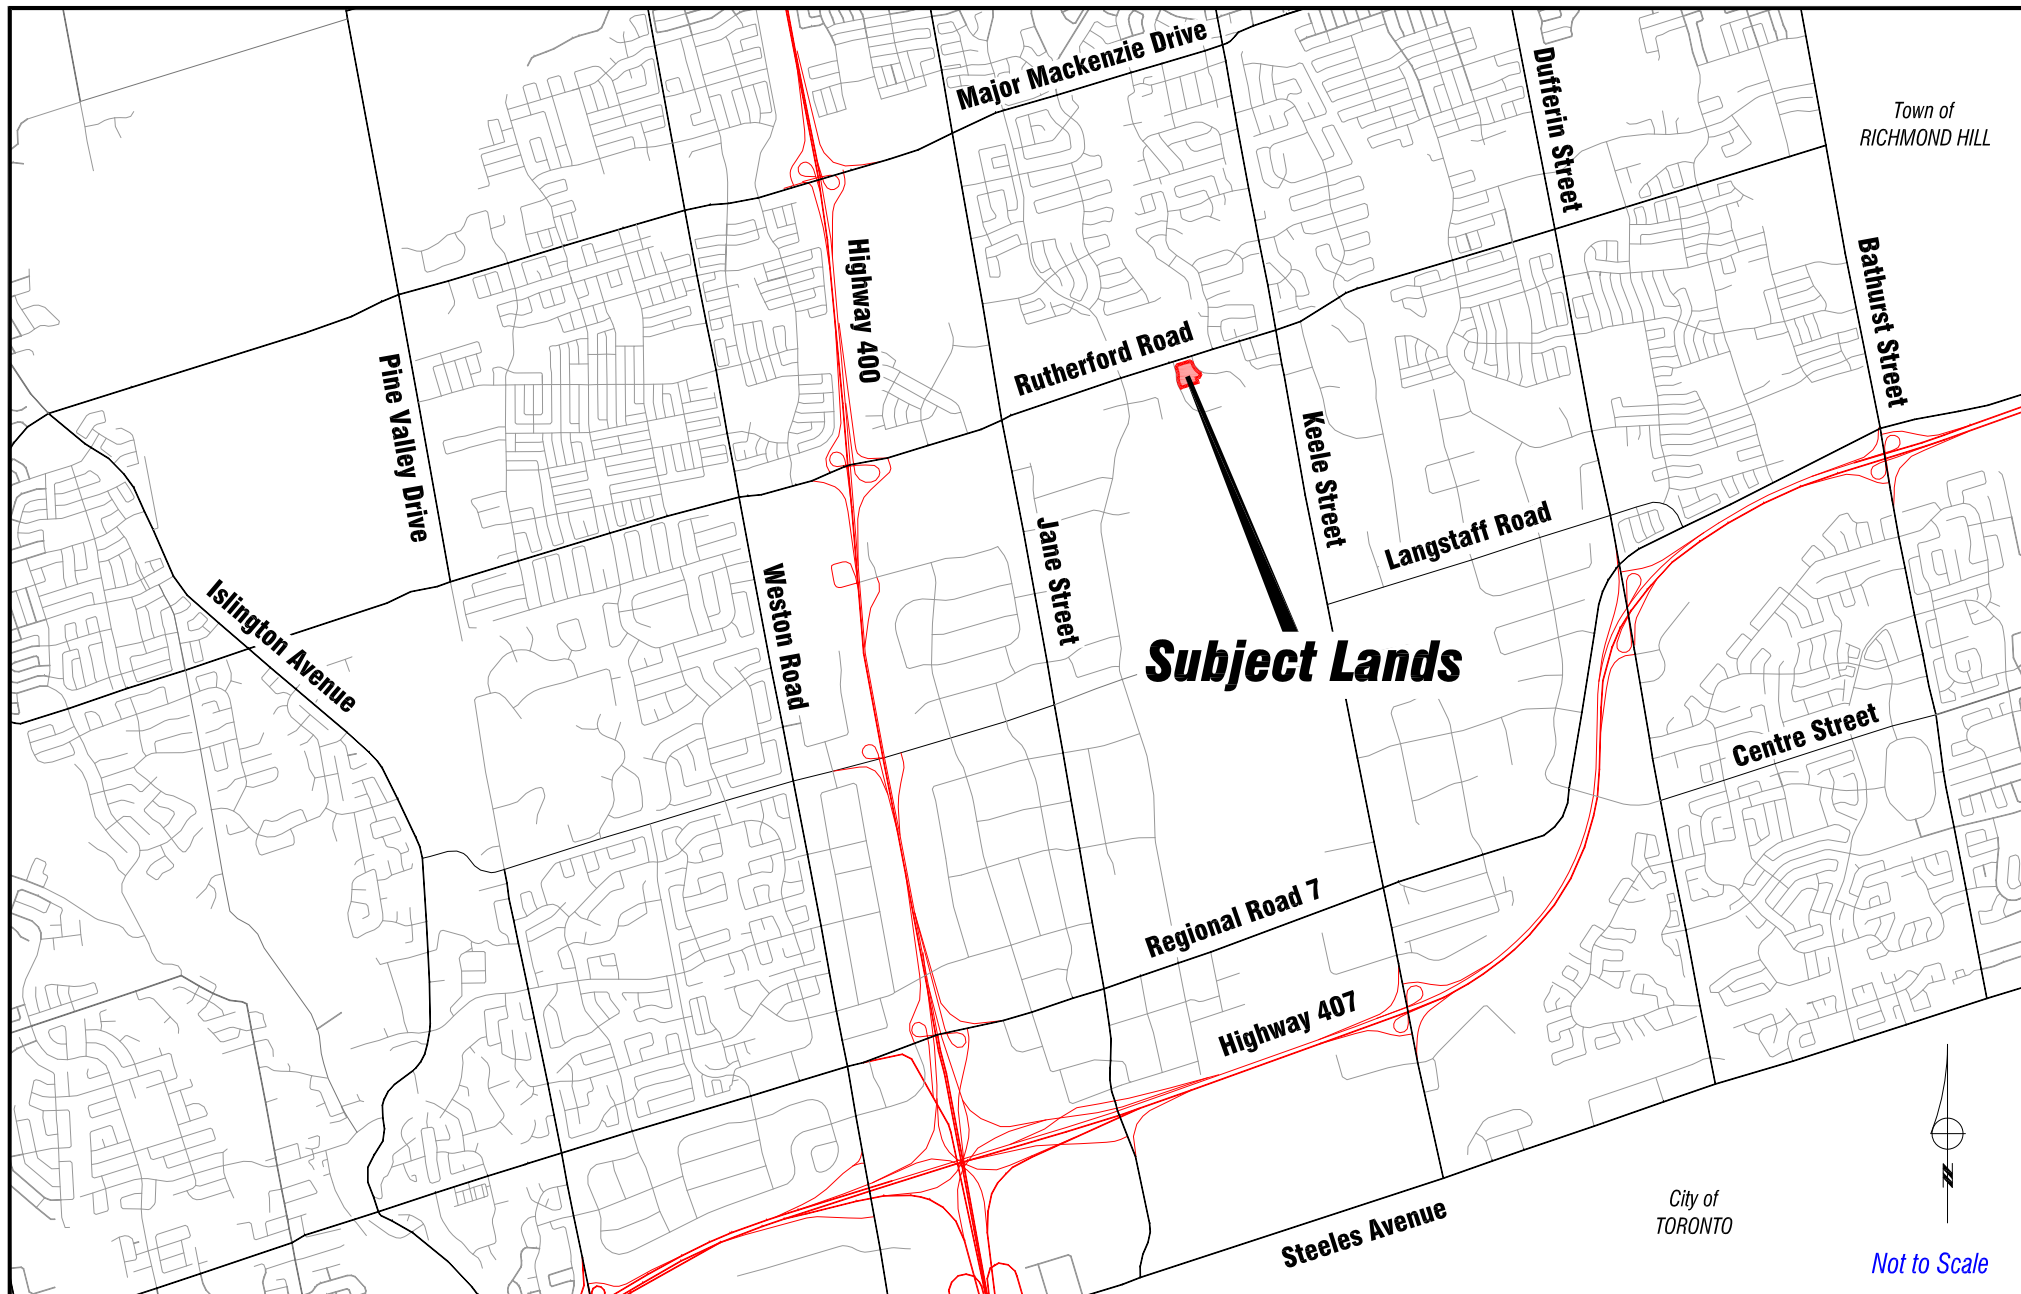 Major Mackenzie Drive
Dufferin Street
Town of
RICHMOND HILL
Highway 400
Bathurst Street
Pine Valley Drive
Rutherford Road
Keele Street
Langstaff Road
Jane Street
Weston Road
Islington Avenue
Subject Lands
Centre Street
Regional Road 7
Highway 407
Steeles Avenue
N
City of
TORONTO
Not to Scale